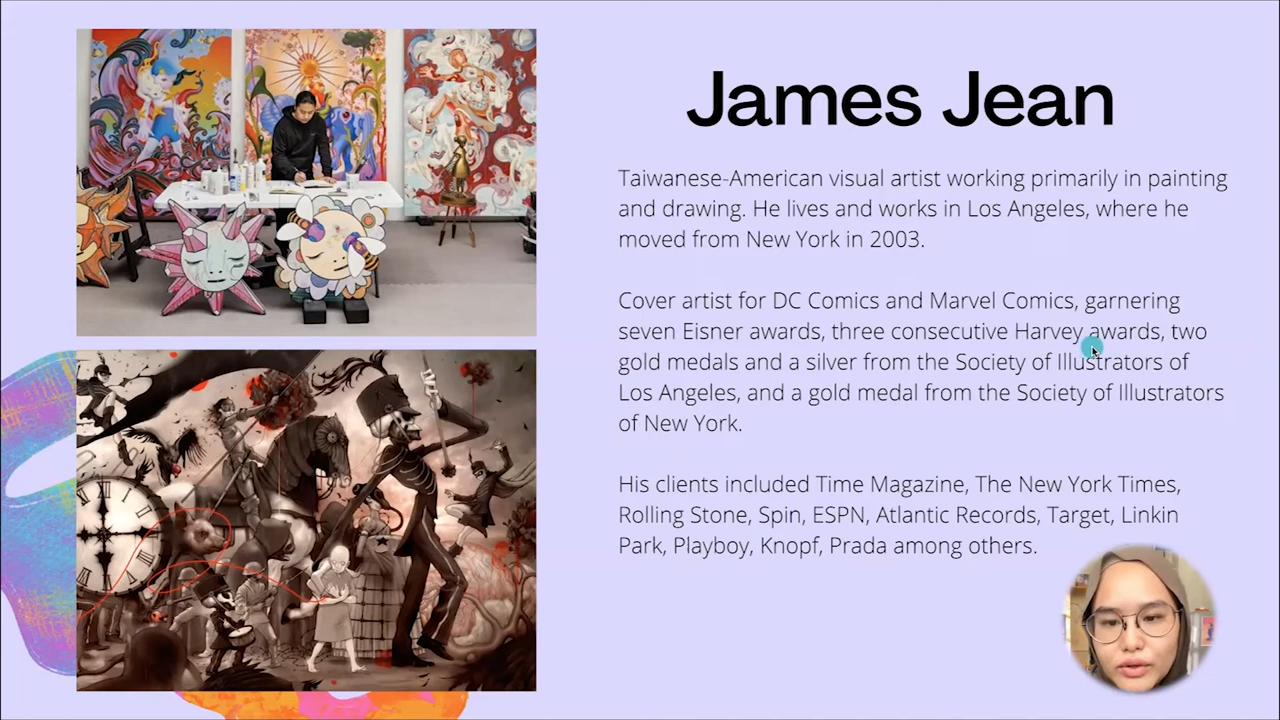 James Jean
Taiwanese-American visual artist working primarily in painting
and drawing. He lives and works in Los Angeles, where he
moved from New York in 2003.
Cover artist for DC Comics and Marvel Comics, garnering
seven Eisner awards, three consecutive Harvey awards, two
gold medals and a silver from the Society of Illustrators of
Los Angeles, and a gold medal from the Society of Illustrators
of New York.
His clients included Time Magazine, The New York Times,
Rolling Stone, Spin, ESPN, Atlantic Records, Target, Linkin
Park, Playboy, Knopf, Prada among others.